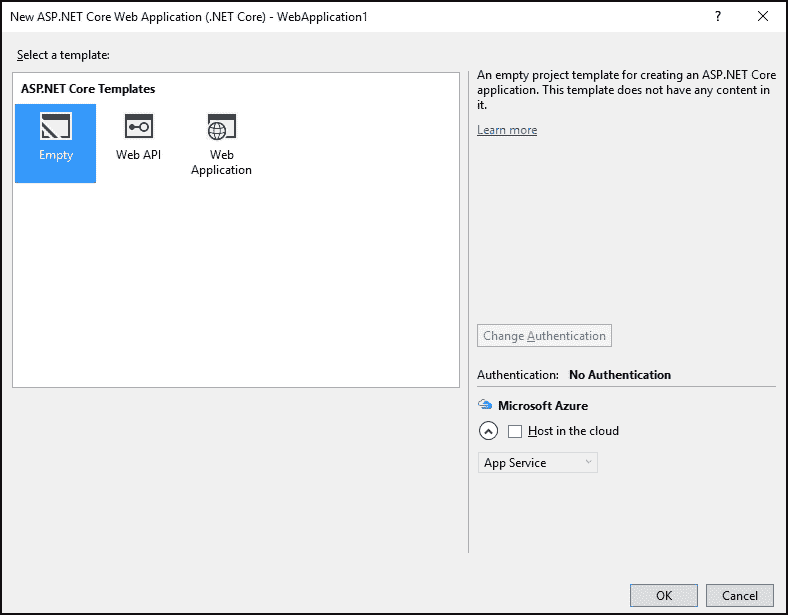 New ASP.NET Core Web Application (.NET Core) - WebApplication1
?
Select a template:
ASP.NET Core Templates
Empty
Web API
Web
Application
An empty project template for creating an ASP.NET Core
application. This template does not have any content in
it.
Learn more
Change Authentication
Authentication: No Authentication
Microsoft Azure
Host in the cloud
App Service
OK
Cancel